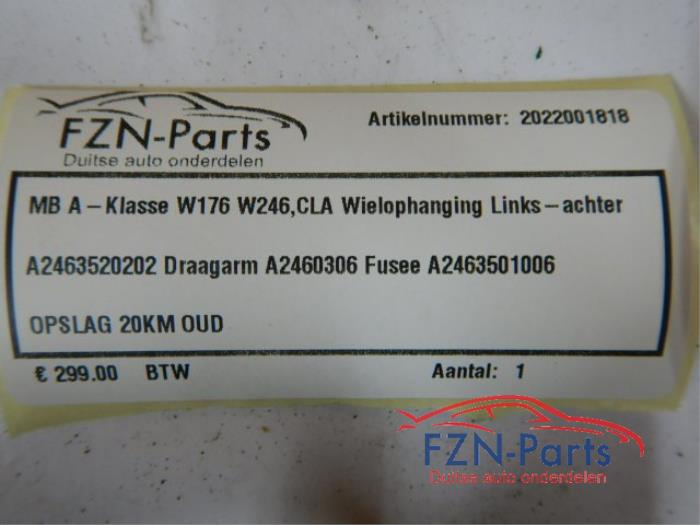 FZN-Parts
Duitse auto onderdelen
Artikelnummer: 2022001818
MB A-Klasse W176 W246,CLA Wielophanging Links-achter
A2463520202 Draagarm A2460306 Fusee A2463501006
OPSLAG 20KM OUD
€ 299.00 BTW Aantal: 1
FZN-Parts
Duitse auto onderdelen